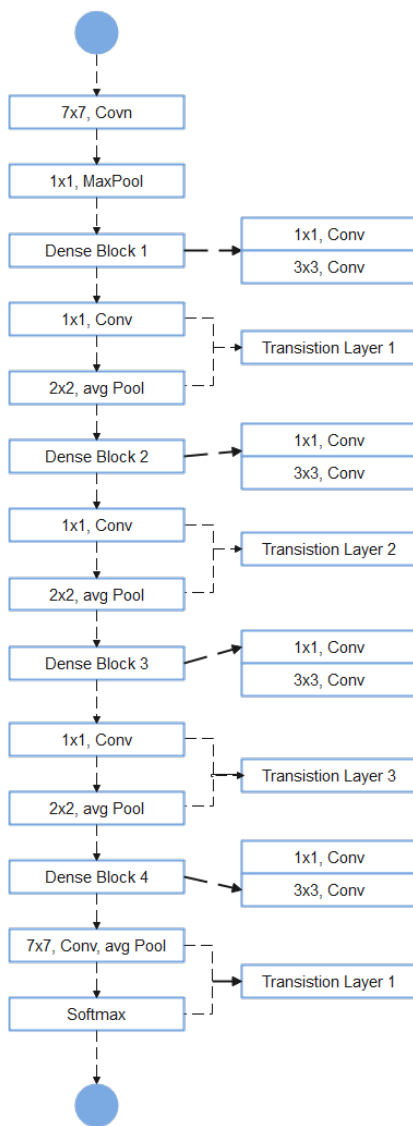 7x7, Covn
1x1, MaxPool
Dense Block 1
1x1, Conv
3x3, Conv
1x1, Conv
Transistion Layer 1
2x2, avg Pool
Dense Block 2
1x1, Conv
3x3, Conv
1x1, Conv
Transistion Layer 2
2x2, avg Pool
Dense Block 3
1x1, Conv
3x3, Conv
1x1, Conv
Transistion Layer 3
2x2, avg Pool
Dense Block 4
1x1, Conv
3x3, Conv
7x7, Conv, avg Pool
Transistion Layer 1
Softmax